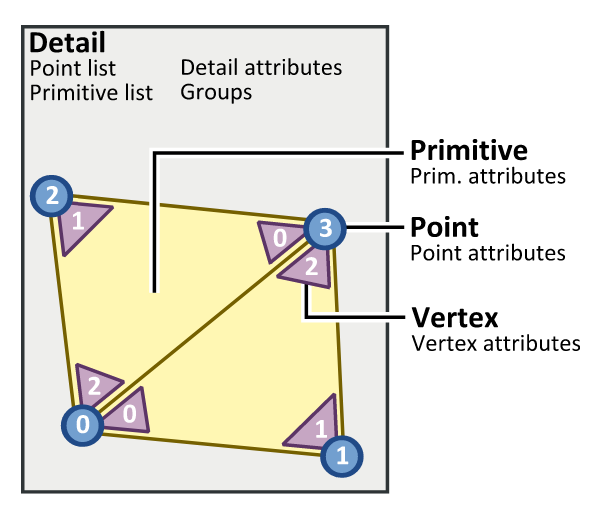 Detail
Point list
Detail attributes
Primitive list
Groups
Primitive
Prim. attributes
2
1
0
3
Point
Point attributes
2
Vertex
Vertex attributes
2
0
0
1
1